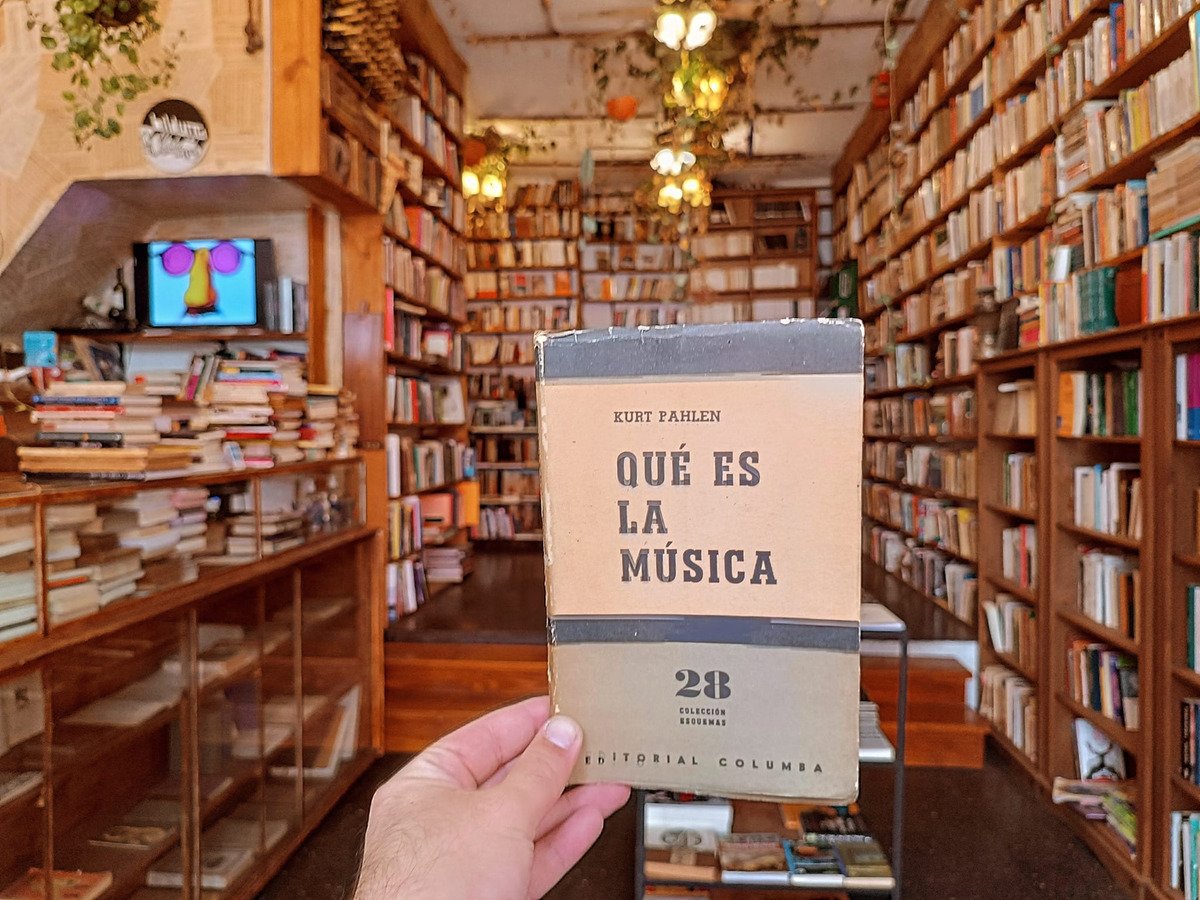 KURT PAHLEN
QUÉ ES
LA
MÚSICA
28
COLECCIÓN
ESQUEMAS
EDITORIAL COLUMBA